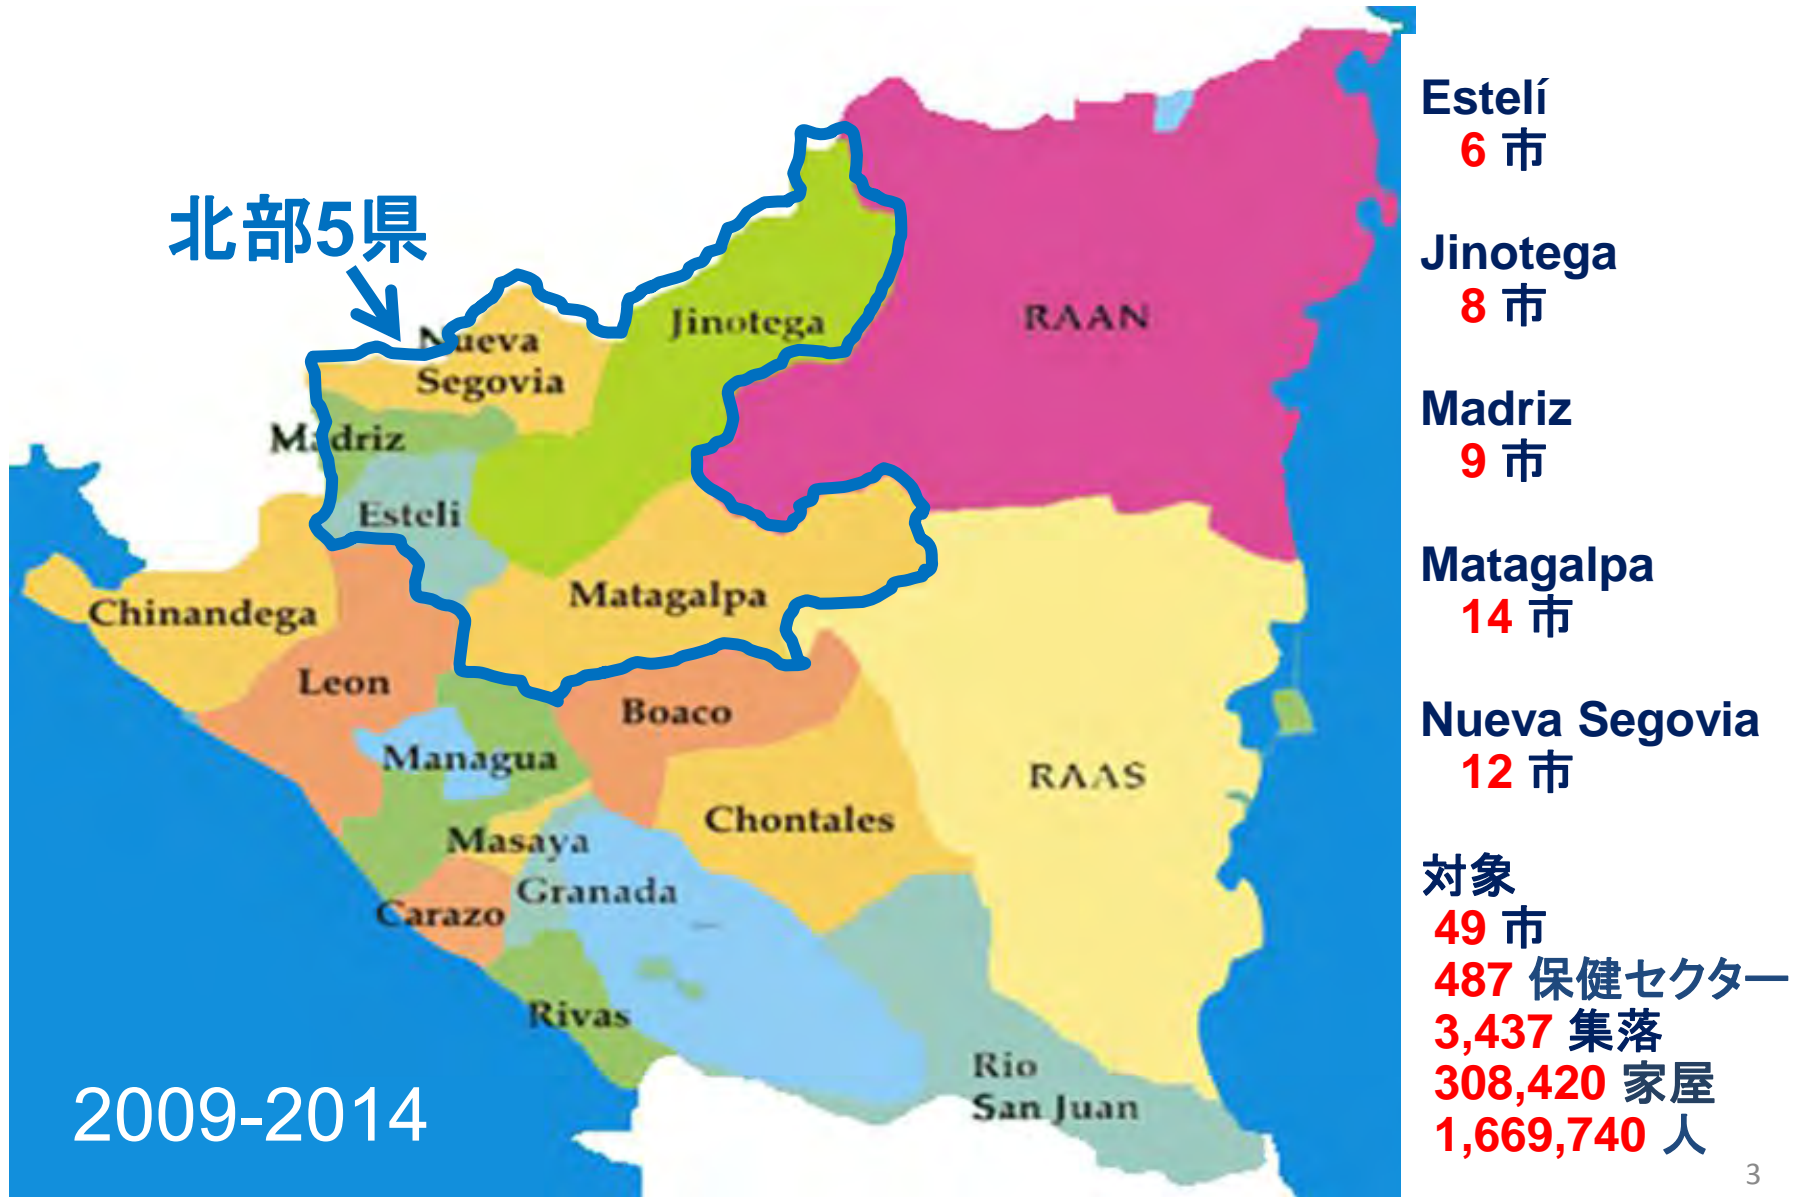 北部5県
Nueva
Segovia
Jinotega
RAAN
Madriz
Esteli
Matagalpa
Chinandega
Leon
Boaco
Managua
RAAS
Chontales
Masaya
Granada
Carazo
Rivas
Rio
San Juan
2009-2014
Estelí
6 市
Jinotega
8 市
Madriz
9 市
Matagalpa
14 市
Nueva Segovia
12 市
対象
49 市
487 保健セクター
3,437 集落
308,420 家屋
1,669,740 人
3